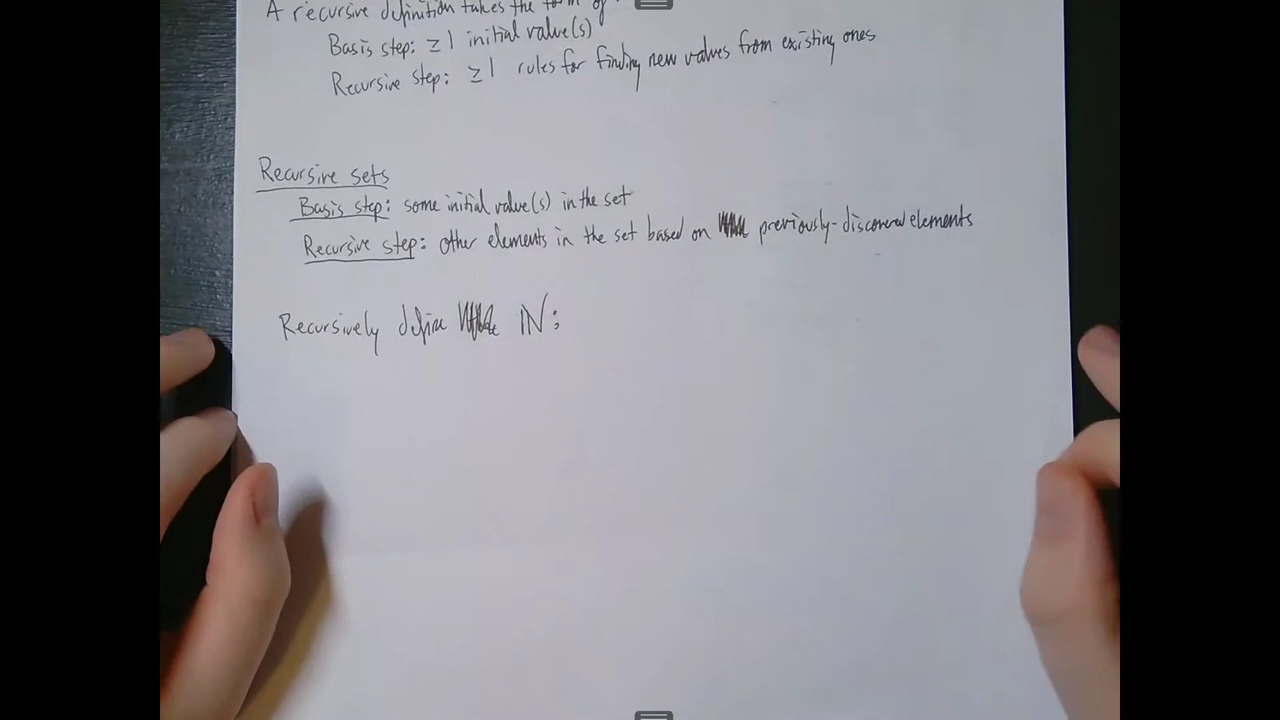 A recursive definition takes the form of
Basis step: ≥1 initial value(s)
Recursive step: ≥1 rules for finding new values from existing ones
Recursive sets
Basis step: some initial value(s) in the set
Recursive step: other elements in the set based on previously-discovered elements
Recursively define ℕ: